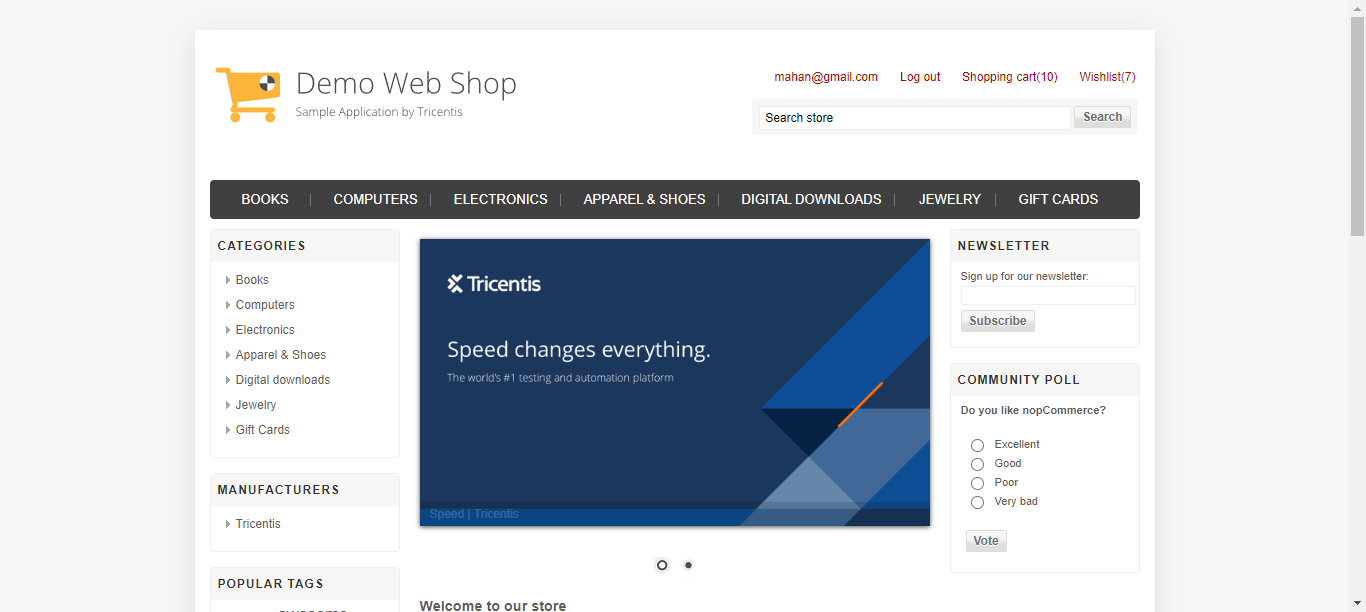 Demo Web Shop
Sample Application by Tricentis
mahan@gmail.com Log out Shopping cart(10) Wishlist(7)
Search store Search
BOOKS COMPUTERS ELECTRONICS APPAREL & SHOES DIGITAL DOWNLOADS JEWELRY GIFT CARDS
CATEGORIES
Books
Computers
Electronics
Apparel & Shoes
Digital downloads
Jewelry
Gift Cards
MANUFACTURERS
Tricentis
POPULAR TAGS
Tricentis
Speed changes everything.
The world's #1 testing and automation platform
Speed | Tricentis
Welcome to our store
NEWSLETTER
Sign up for our newsletter:
Subscribe
COMMUNITY POLL
Do you like nopCommerce?
Excellent
Good
Poor
Very bad
Vote